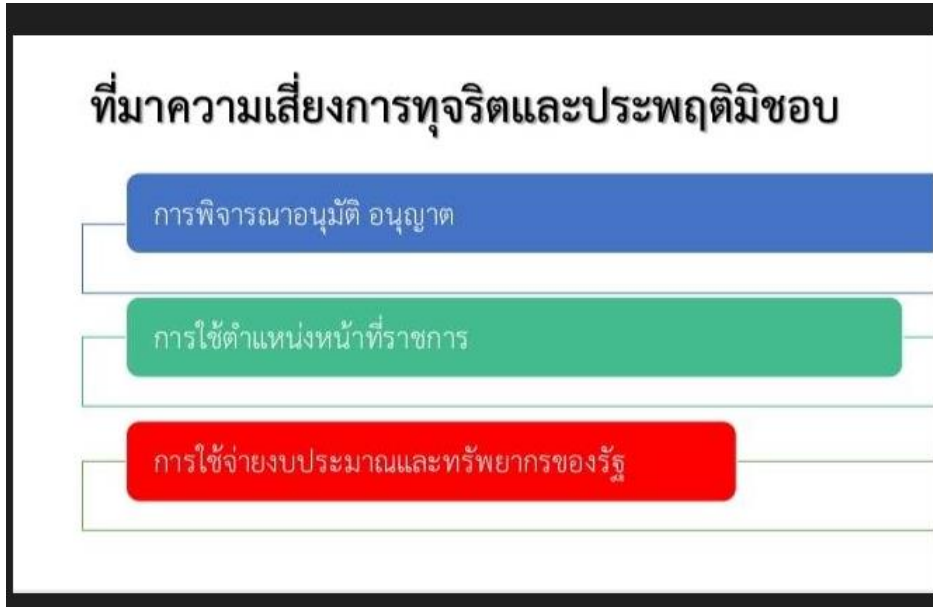 ที่มาความเสี่ยงการทุจริตและประพฤติมิชอบ
การพิจารณาอนุมัติ อนุญาต
การใช้ตำแหน่งหน้าที่ราชการ
การใช้จ่ายงบประมาณและทรัพยากรของรัฐ